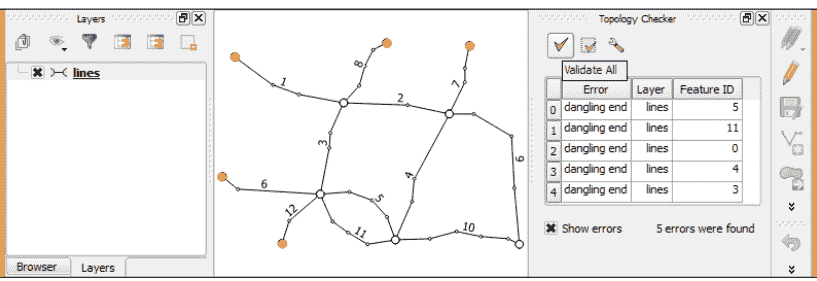 Layers
Topology Checker
lines
Validate All
Error Layer Feature ID
0 dangling end lines 5
1 dangling end lines 11
2 dangling end lines 0
3 dangling end lines 4
4 dangling end lines 3
Show errors 5 errors were found
Browser Layers
1
8
7
2
3
9
4
6
5
12
11
10